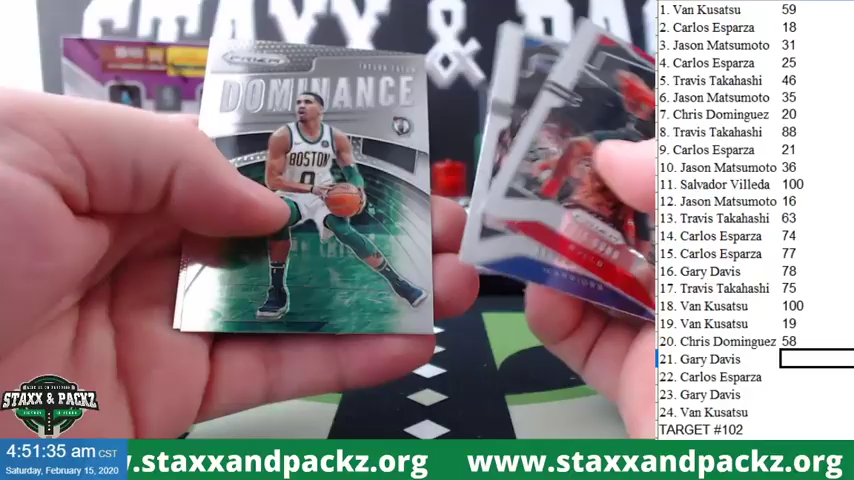 PRIZM
DOMINANCE
BOSTON
0
WARRIORS
STAXX & PACKZ
4:51:35 am CST
Saturday, February 15, 2020
.staxxandpackz.org
www.staxxandpackz.org
1. Van Kusatsu 59
2. Carlos Esparza 18
3. Jason Matsumoto 31
4. Carlos Esparza 25
5. Travis Takahashi 46
6. Jason Matsumoto 35
7. Chris Dominguez 20
8. Travis Takahashi 88
9. Carlos Esparza 21
10. Jason Matsumoto 36
11. Salvador Villeda 100
12. Jason Matsumoto 16
13. Travis Takahashi 63
14. Carlos Esparza 74
15. Carlos Esparza 77
16. Gary Davis 78
17. Travis Takahashi 75
18. Van Kusatsu 100
19. Van Kusatsu 19
20. Chris Dominguez 58
21. Gary Davis
22. Carlos Esparza
23. Gary Davis
24. Van Kusatsu
TARGET #102